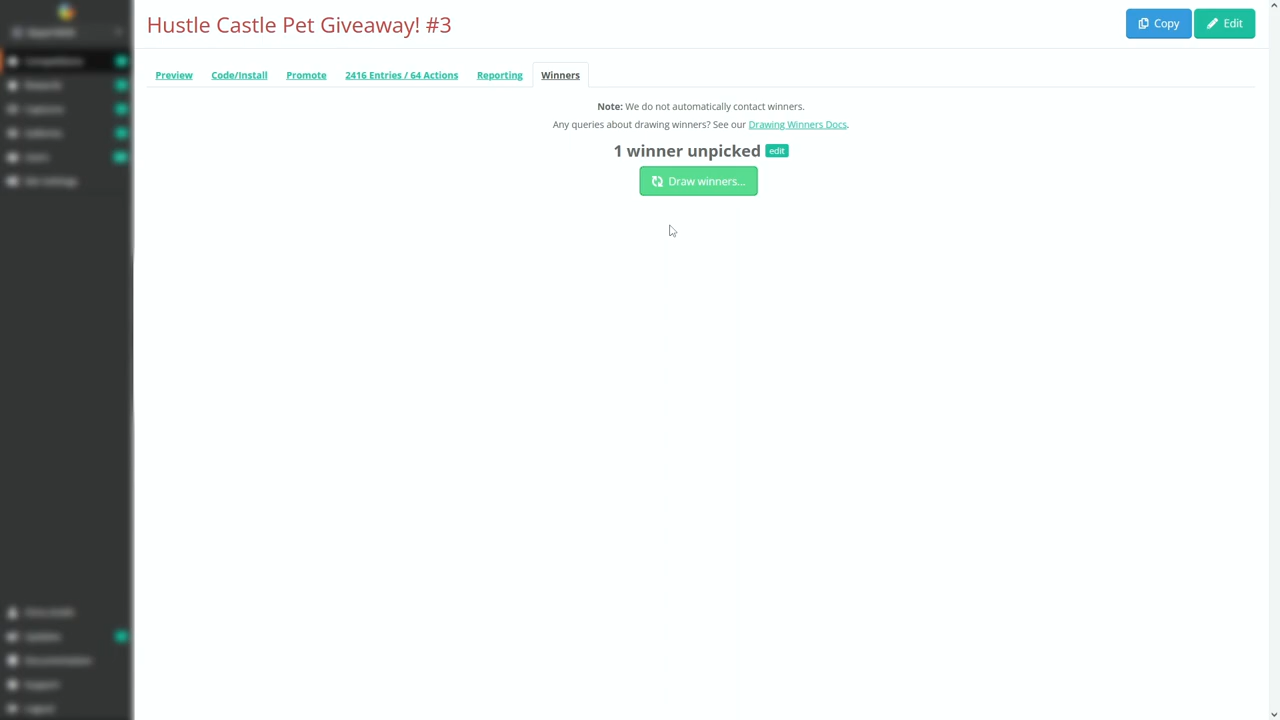 Hustle Castle Pet Giveaway! #3
Copy
Edit
Preview
Code/Install
Promote
2416 Entries / 64 Actions
Reporting
Winners
Note: We do not automatically contact winners.
Any queries about drawing winners? See our Drawing Winners Docs.
1 winner unpicked edit
Draw winners...